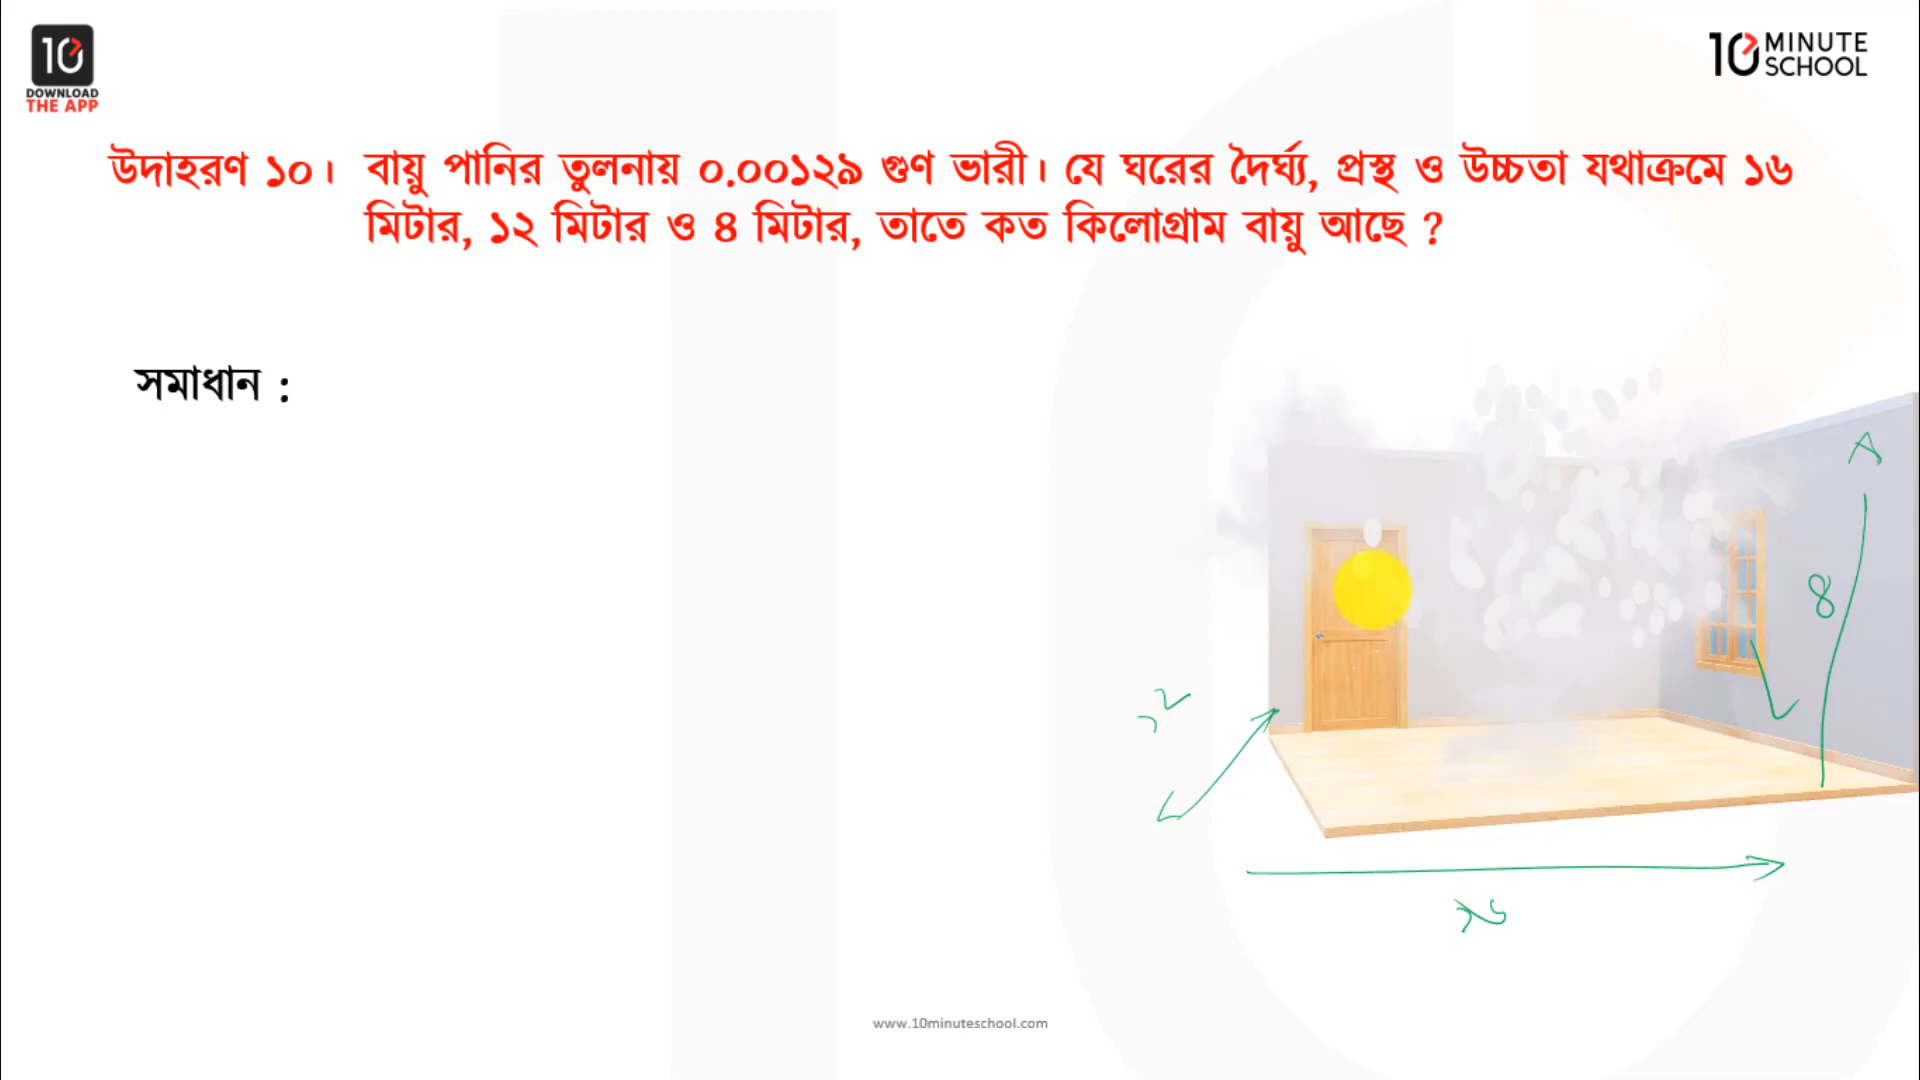 10
DOWNLOAD
THE APP
10 MINUTE
SCHOOL
উদাহরণ ১০। বায়ু পানির তুলনায় ০.০০১২৯ গুণ ভারী। যে ঘরের দৈর্ঘ্য, প্রস্থ ও উচ্চতা যথাক্রমে ১৬
মিটার, ১২ মিটার ও ৪ মিটার, তাতে কত কিলোগ্রাম বায়ু আছে ?
সমাধান :
৪
১২
১৬
www.10minuteschool.com